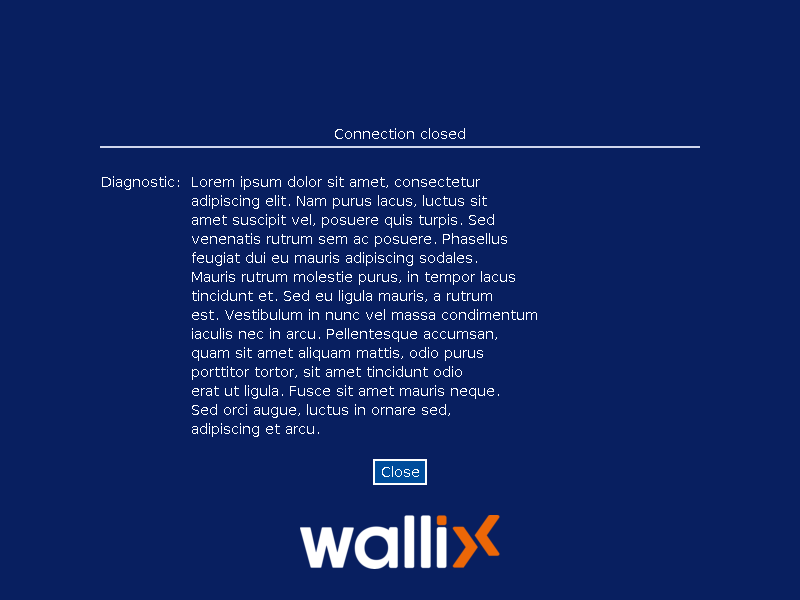 Connection closed
Diagnostic: Lorem ipsum dolor sit amet, consectetur
adipiscing elit. Nam purus lacus, luctus sit
amet suscipit vel, posuere quis turpis. Sed
venenatis rutrum sem ac posuere. Phasellus
feugiat dui eu mauris adipiscing sodales.
Mauris rutrum molestie purus, in tempor lacus
tincidunt et. Sed eu ligula mauris, a rutrum
est. Vestibulum in nunc vel massa condimentum
iaculis nec in arcu. Pellentesque accumsan,
quam sit amet aliquam mattis, odio purus
porttitor tortor, sit amet tincidunt odio
erat ut ligula. Fusce sit amet mauris neque.
Sed orci augue, luctus in ornare sed,
adipiscing et arcu.
Close
wallix